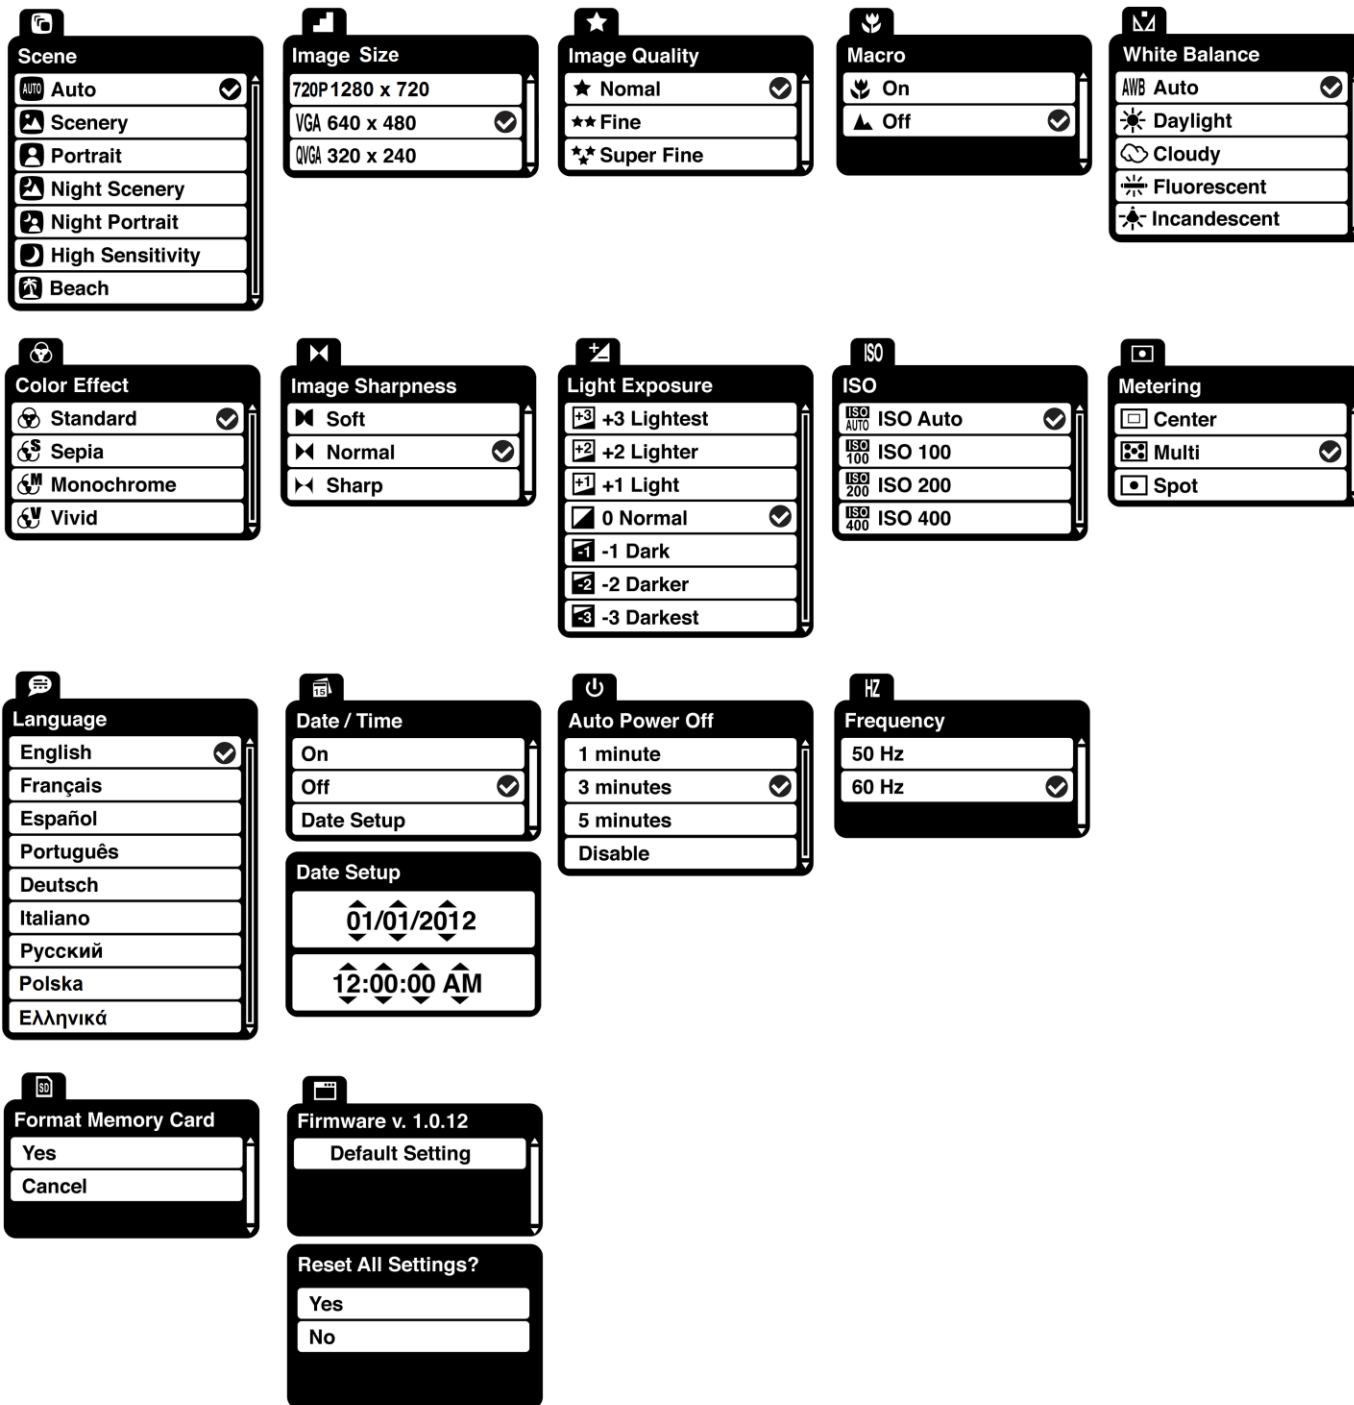 Scene
AUTO Auto
Scenery
Portrait
Night Scenery
Night Portrait
High Sensitivity
Beach
Image Size
720P 1280 x 720
VGA 640 x 480
QVGA 320 x 240
Image Quality
Nomal
Fine
Super Fine
Macro
On
Off
White Balance
AWB Auto
Daylight
Cloudy
Fluorescent
Incandescent
Color Effect
Standard
S Sepia
M Monochrome
V Vivid
Image Sharpness
Soft
Normal
Sharp
Light Exposure
+3 +3 Lightest
+2 +2 Lighter
+1 +1 Light
0 Normal
-1 -1 Dark
-2 -2 Darker
-3 -3 Darkest
ISO
ISO
ISO AUTO ISO Auto
ISO 100 ISO 100
ISO 200 ISO 200
ISO 400 ISO 400
Metering
Center
Multi
Spot
Language
English
Français
Español
Português
Deutsch
Italiano
Русский
Polska
Ελληνικά
15
Date / Time
On
Off
Date Setup
Date Setup
01/01/2012
12:00:00 AM
Auto Power Off
1 minute
3 minutes
5 minutes
Disable
HZ
Frequency
50 Hz
60 Hz
SD
Format Memory Card
Yes
Cancel
Firmware v. 1.0.12
Default Setting
Reset All Settings?
Yes
No